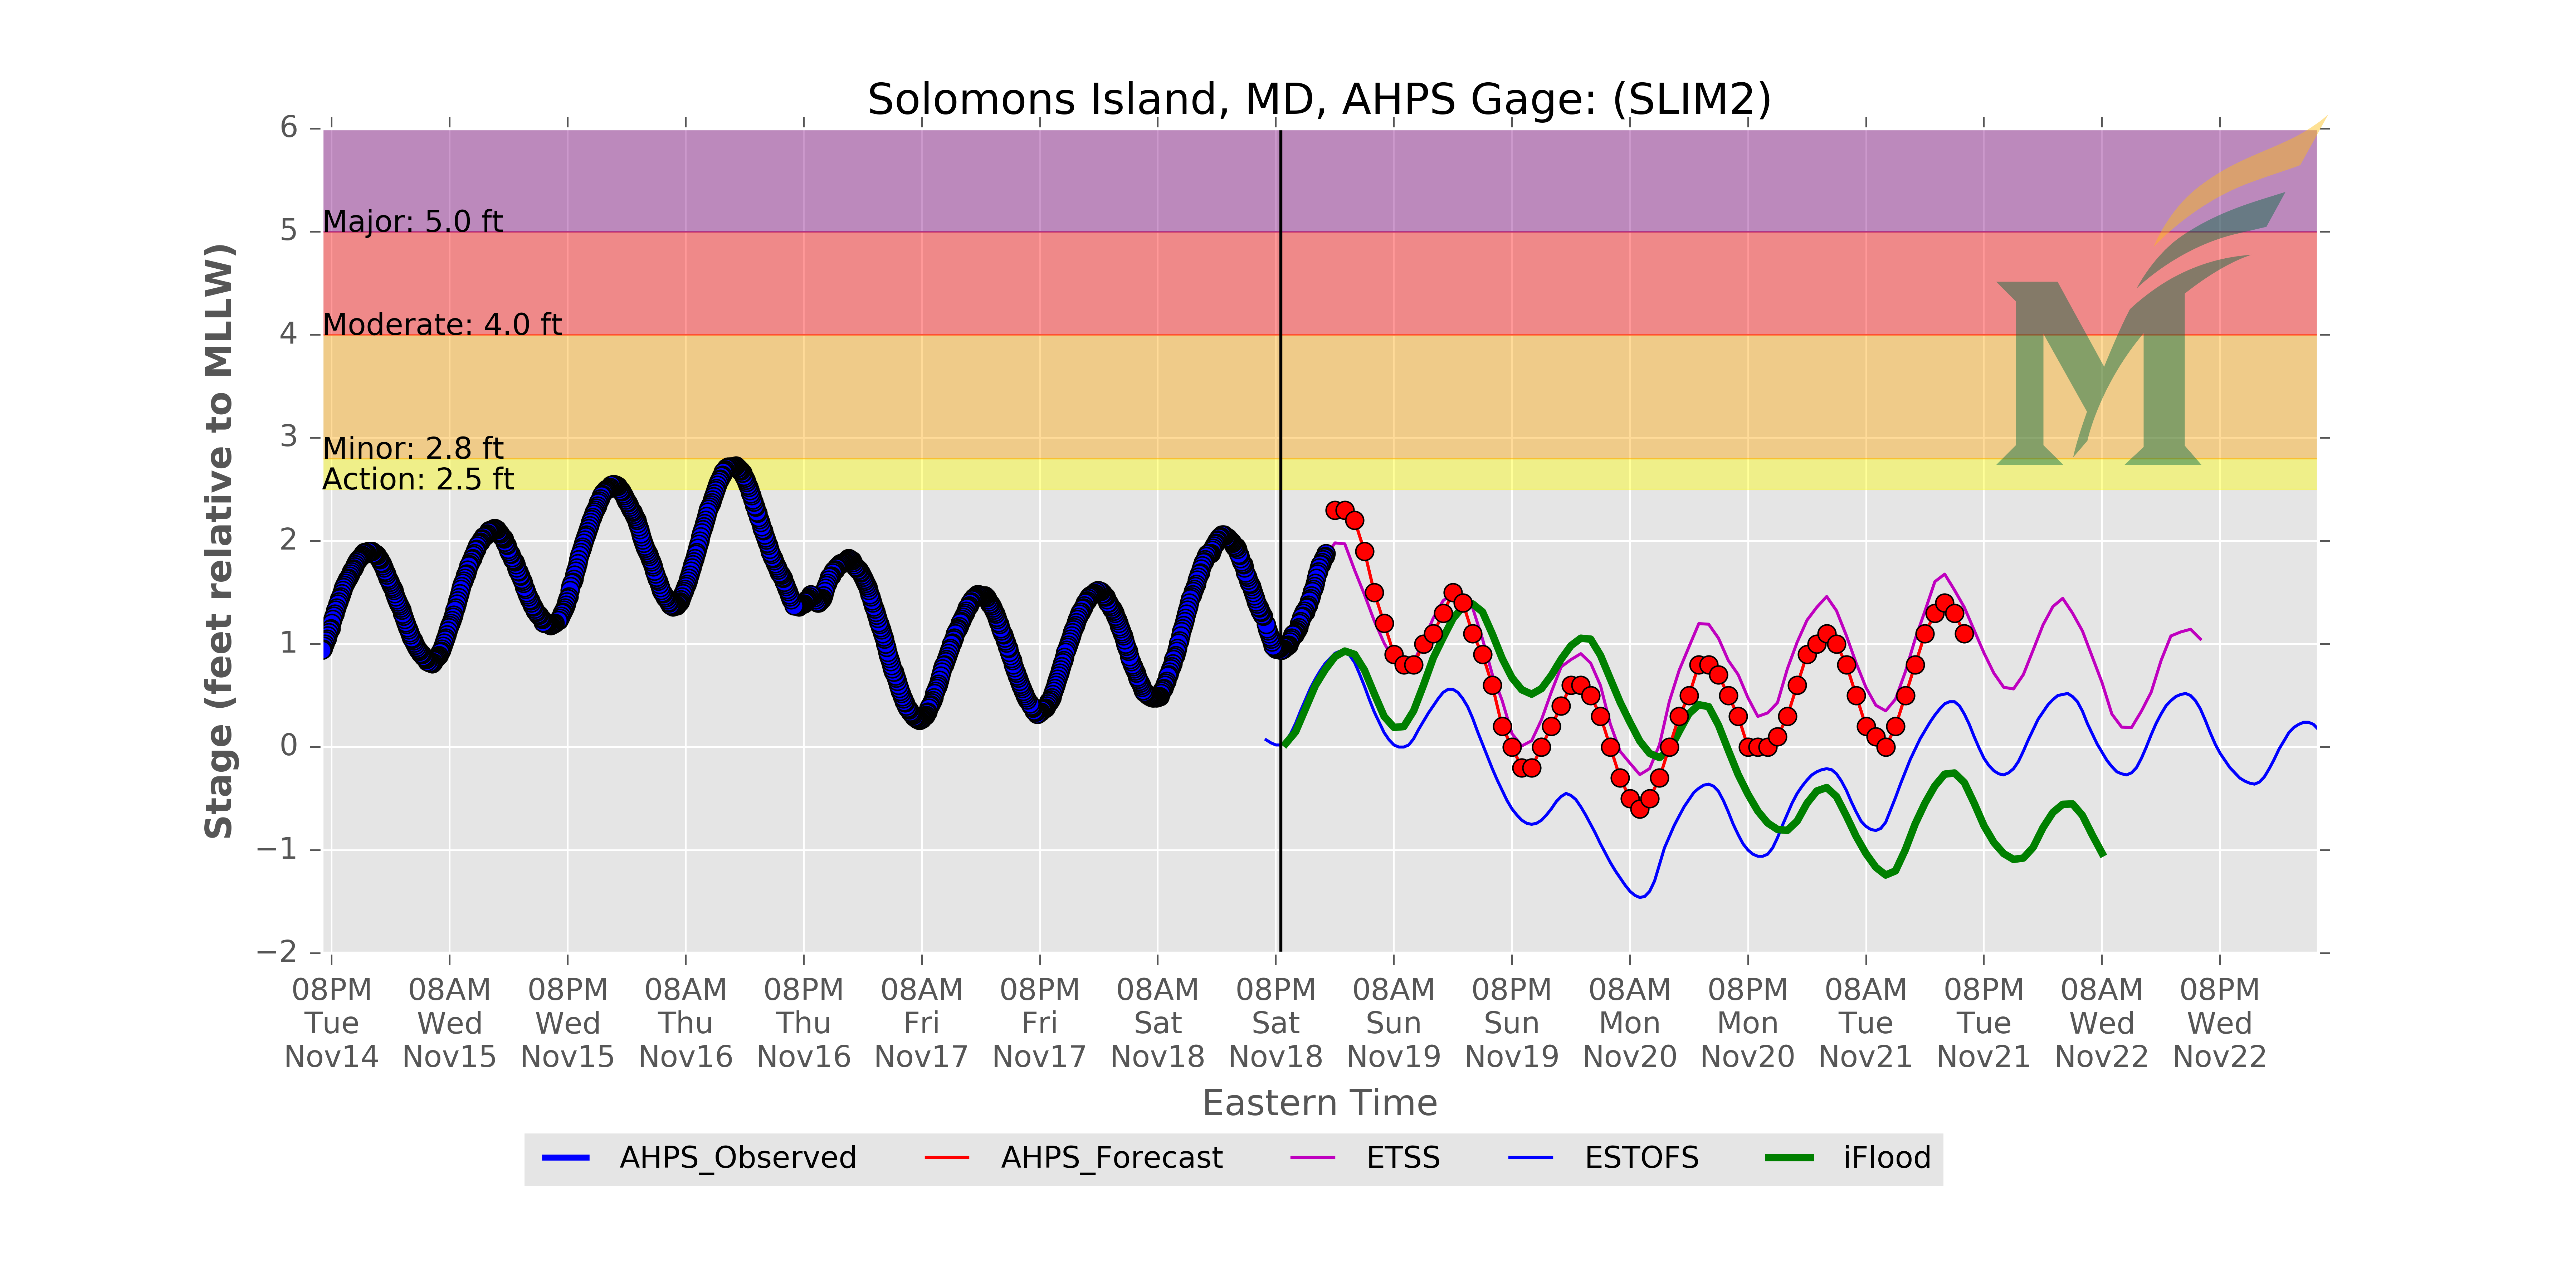 Solomons Island, MD, AHPS Gage: (SLIM2)
6
5
4
3
2
1
0
−1
−2
Stage (feet relative to MLLW)
Major: 5.0 ft
Moderate: 4.0 ft
Minor: 2.8 ft
Action: 2.5 ft
M
08PM 08AM 08PM 08AM 08PM 08AM 08PM 08AM 08PM 08AM 08PM 08AM 08PM 08AM 08PM 08AM 08PM
Tue Wed Wed Thu Thu Fri Fri Sat Sat Sun Sun Mon Mon Tue Tue Wed Wed
Nov14 Nov15 Nov15 Nov16 Nov16 Nov17 Nov17 Nov18 Nov18 Nov19 Nov19 Nov20 Nov20 Nov21 Nov21 Nov22 Nov22
Eastern Time
AHPS_Observed AHPS_Forecast ETSS ESTOFS iFlood